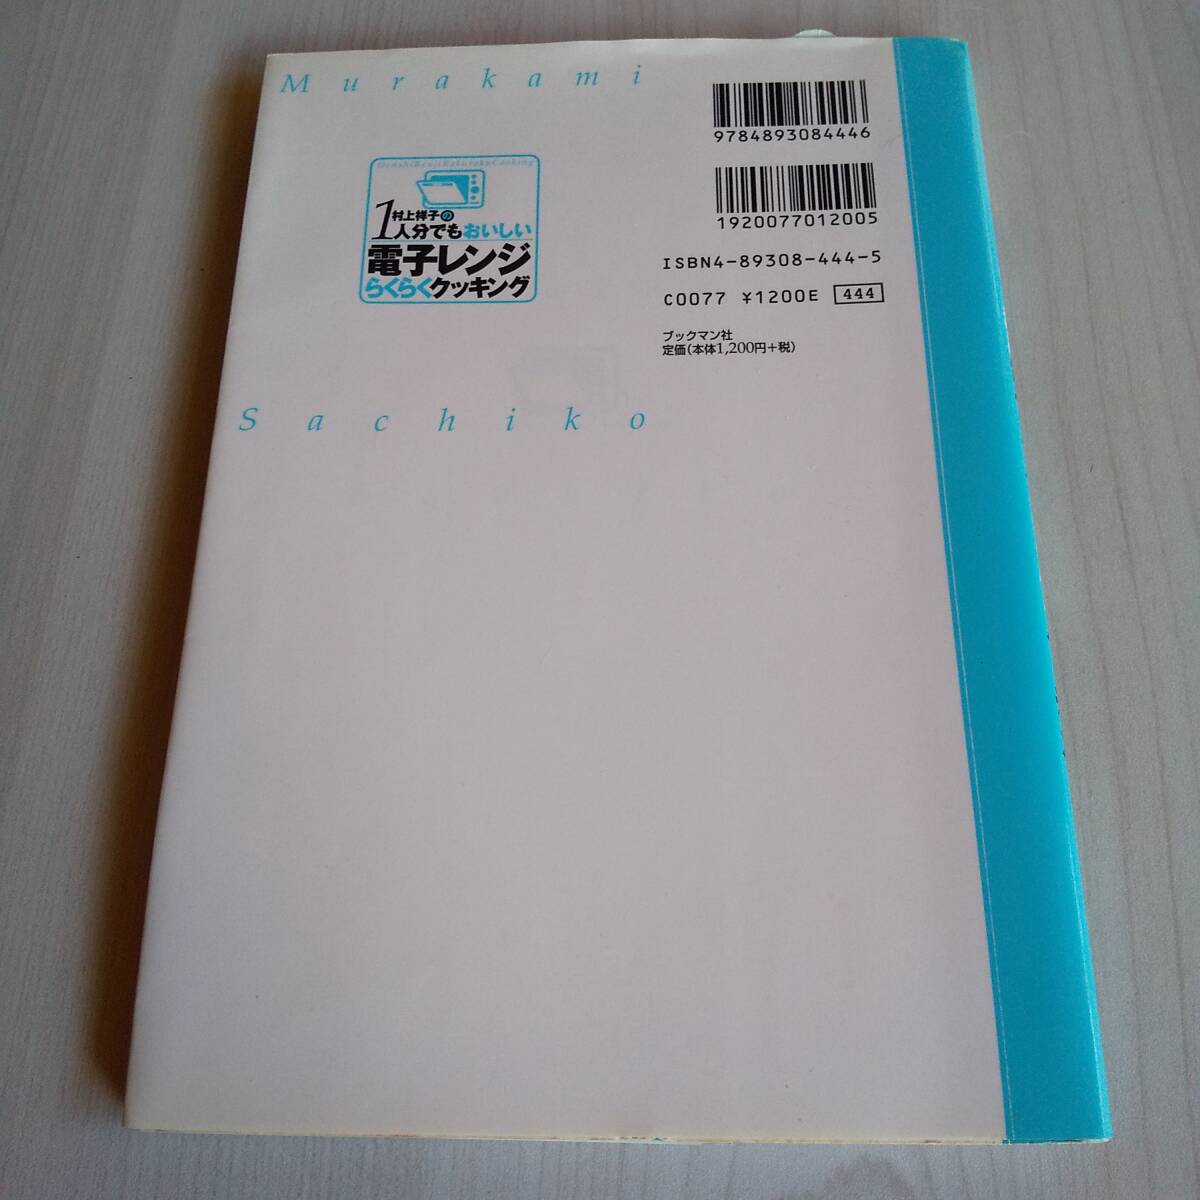 Murakami
9784893084446
DenshiRenjiRakurakuCooking
村上祥子の
1人分でもおいしい
電子レンジ
らくらくクッキング
1920077012005
ISBN4-89308-444-5
C0077 ¥1200E 444
ブックマン社
定価(本体1,200円+税)
Sachiko